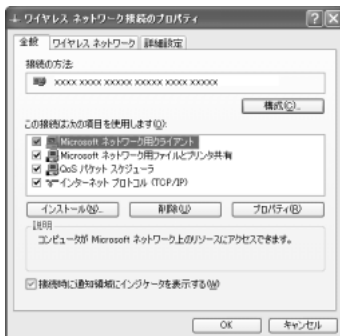 ワイヤレス ネットワーク接続のプロパティ
全般 ワイヤレス ネットワーク 詳細設定
接続の方法:
xxxx xxxx xxxxx xxxxx xxxx xxxxx
構成(C)...
この接続は次の項目を使用します(O):
Microsoft ネットワーク用クライアント
Microsoft ネットワーク用ファイルとプリンタ共有
QoS パケット スケジューラ
インターネット プロトコル (TCP/IP)
インストール(N)... 削除(U) プロパティ(R)
説明
コンピュータが Microsoft ネットワーク上のリソースにアクセスできます。
接続時に通知領域にインジケータを表示する(W)
OK キャンセル